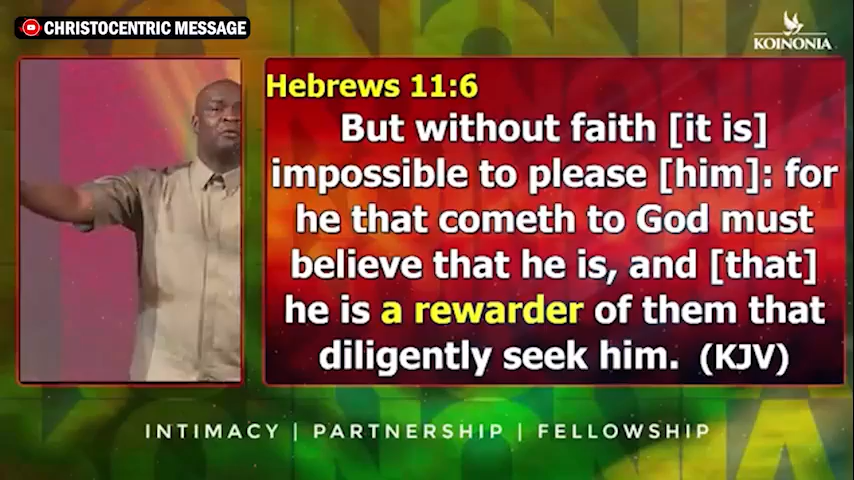 CHRISTOCENTRIC MESSAGE
KOINONIA
Hebrews 11:6
But without faith [it is]
impossible to please [him]: for
he that cometh to God must
believe that he is, and [that]
he is a rewarder of them that
diligently seek him. (KJV)
INTIMACY | PARTNERSHIP | FELLOWSHIP